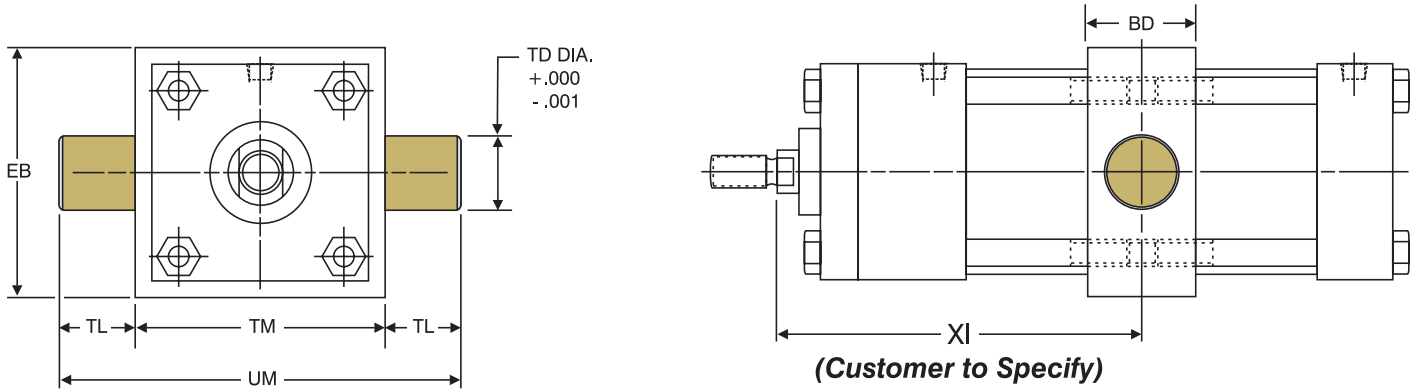 EB
TD DIA.
+.000
- .001
TL
TM
TL
UM
BD
XI
(Customer to Specify)